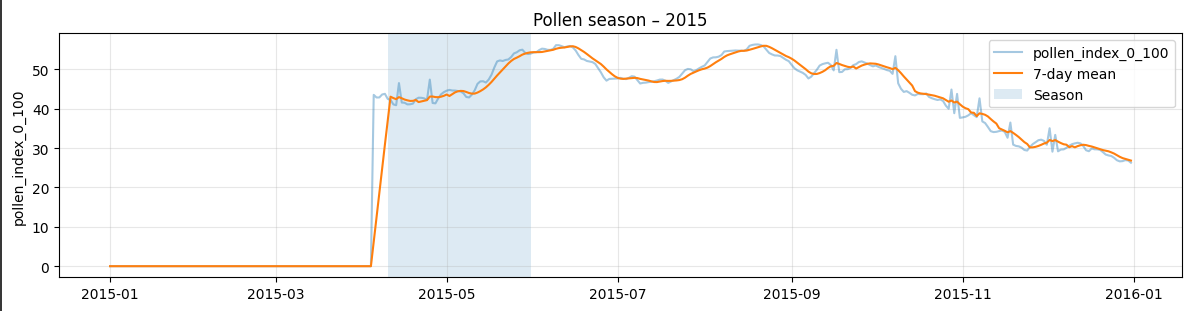 Pollen season – 2015
pollen_index_0_100
50
40
30
20
10
0
2015-01
2015-03
2015-05
2015-07
2015-09
2015-11
2016-01
pollen_index_0_100
7-day mean
Season